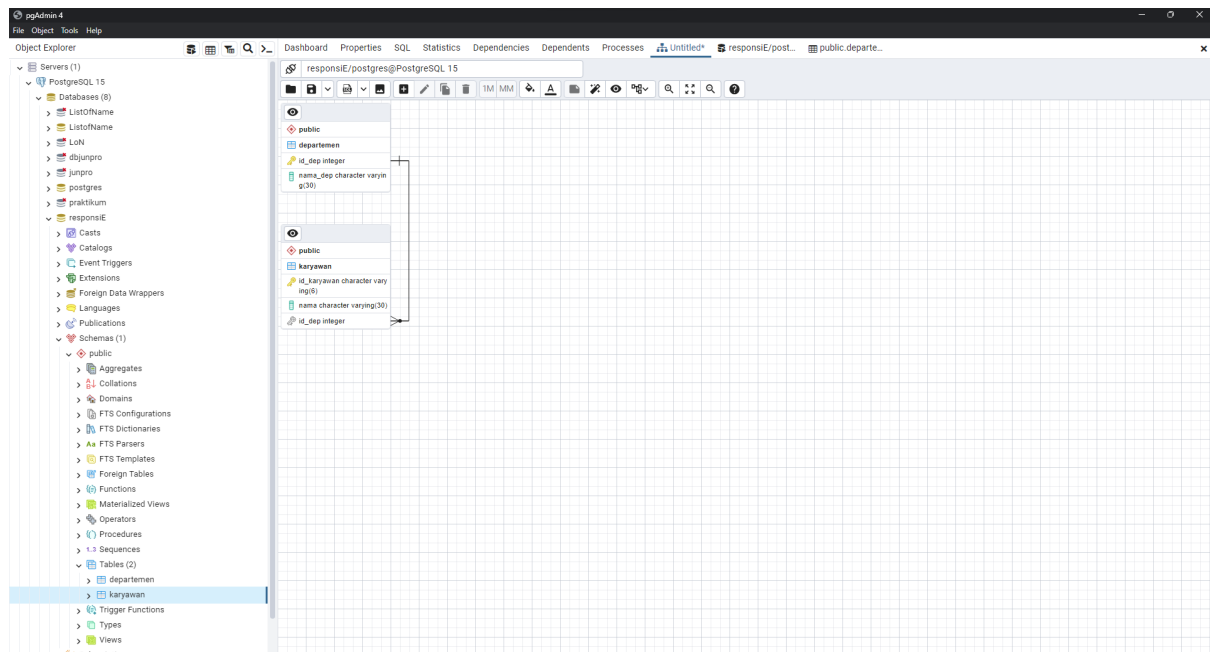 pgAdmin 4
File Object Tools Help
Object Explorer
Dashboard Properties SQL Statistics Dependencies Dependents Processes Untitled* responsiE/post... public.departe...
Servers (1)
PostgreSQL 15
Databases (8)
ListOfName
ListofName
LoN
dbjunpro
junpro
postgres
praktikum
responsiE
Casts
Catalogs
Event Triggers
Extensions
Foreign Data Wrappers
Languages
Publications
Schemas (1)
public
Aggregates
Collations
Domains
FTS Configurations
FTS Dictionaries
FTS Parsers
FTS Templates
Foreign Tables
Functions
Materialized Views
Operators
Procedures
1..3 Sequences
Tables (2)
departemen
karyawan
Trigger Functions
Types
Views
responsiE/postgres@PostgreSQL 15
1M MM A
public
departemen
id_dep integer
nama_dep character varyin
g(30)
public
karyawan
id_karyawan character vary
ing(6)
nama character varying(30)
id_dep integer